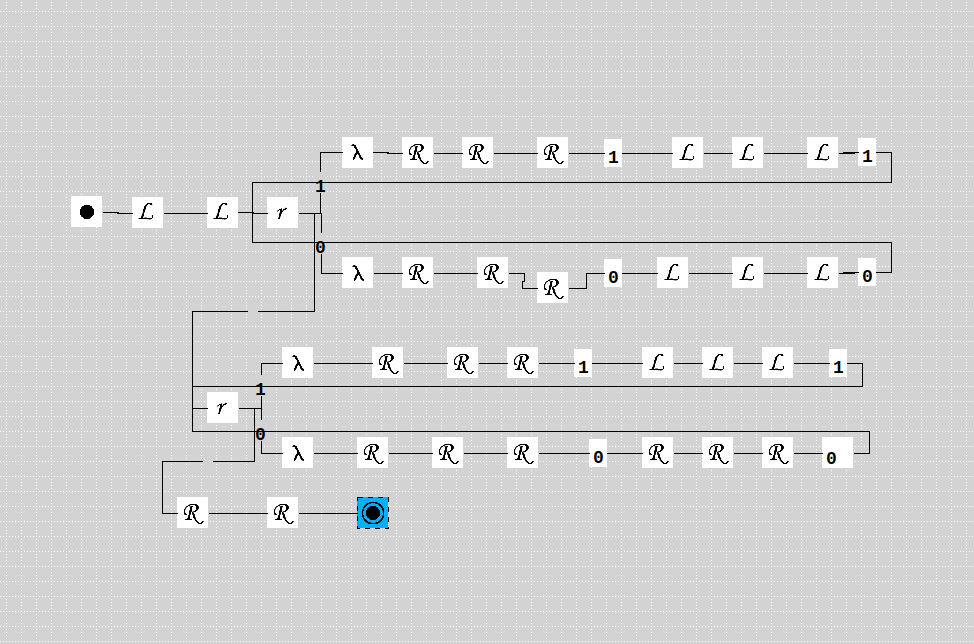 λ ℛ ℛ ℛ 1 ℒ ℒ ℒ 1
1
ℒ ℒ r
0
λ ℛ ℛ ℛ 0 ℒ ℒ ℒ 0
λ ℛ ℛ ℛ 1 ℒ ℒ ℒ 1
1
r
0
λ ℛ ℛ ℛ 0 ℛ ℛ ℛ 0
ℛ ℛ